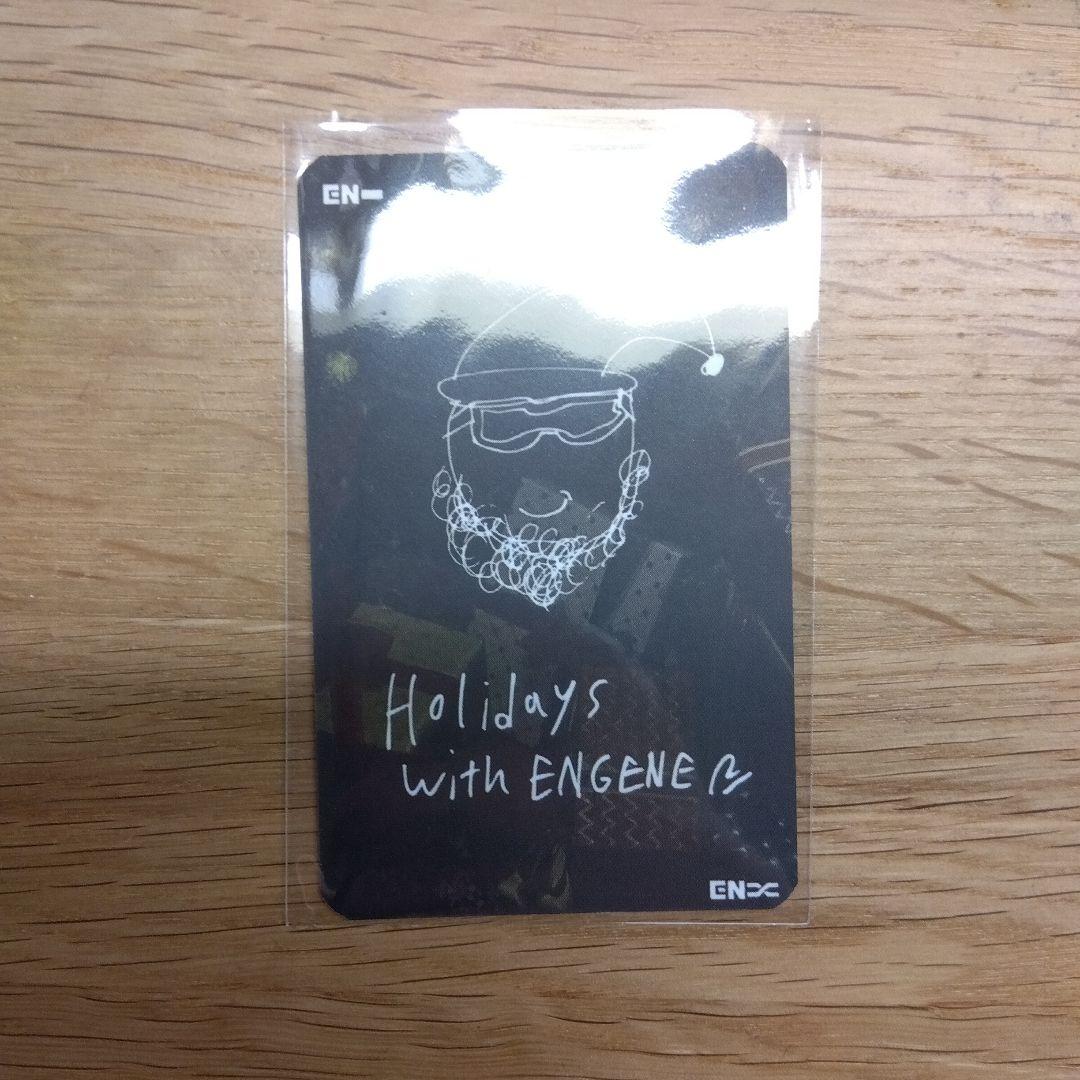 EN-
Holidays
with ENGENE
EN